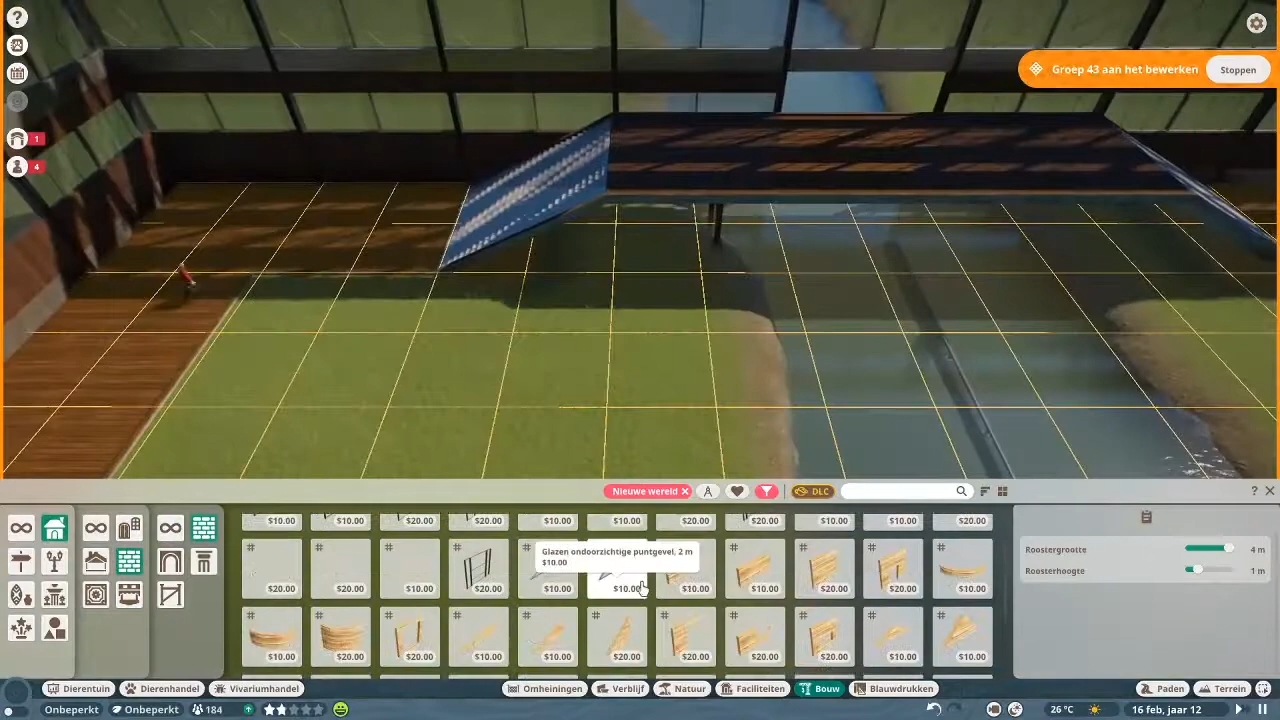 ?
Groep 43 aan het bewerken
Stoppen
1
4
Nieuwe wereld ×
DLC
? ×
$10.00 $10.00 $20.00 $20.00 $10.00 $10.00 $20.00 $20.00 $10.00 $10.00 $20.00
Glazen ondoorzichtige puntgevel, 2 m
$10.00
$20.00 $20.00 $10.00 $20.00 $10.00 $10.00 $10.00 $10.00 $20.00 $20.00 $10.00
$10.00 $20.00 $20.00 $10.00 $10.00 $20.00 $20.00 $10.00 $20.00 $10.00 $10.00
Roostergrootte 4 m
Roosterhoogte 1 m
Dierentuin Dierenhandel Vivariumhandel Omheiningen Verblijf Natuur Faciliteiten Bouw Blauwdrukken Paden Terrein
Onbeperkt Onbeperkt 184 26 °C 16 feb, jaar 12